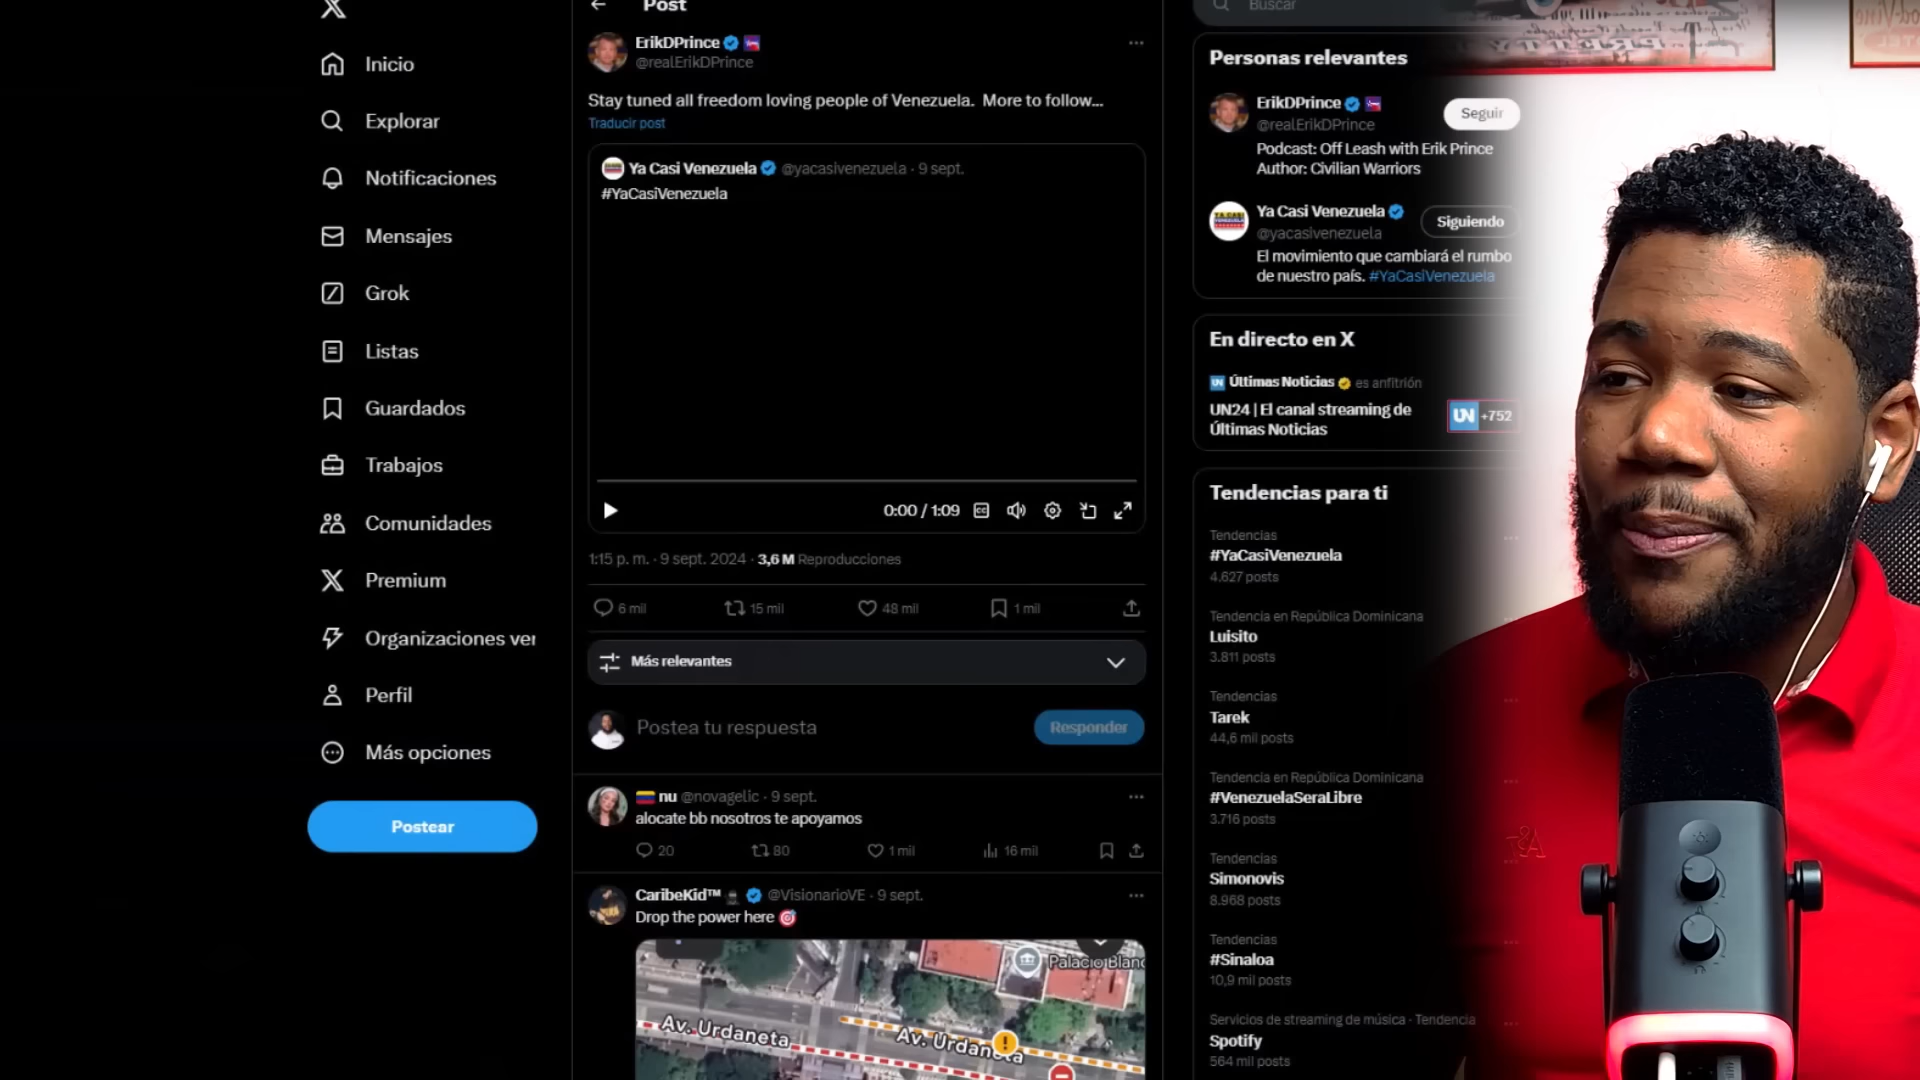 Post
Buscar
Inicio
Explorar
Notificaciones
Mensajes
Grok
Listas
Guardados
Trabajos
Comunidades
Premium
Organizaciones ver
Perfil
Más opciones
Postear
ErikDPrince
@realErikDPrince
Stay tuned all freedom loving people of Venezuela. More to follow...
Traducir post
Ya Casi Venezuela @yacasivenezuela · 9 sept.
#YaCasiVenezuela
0:00 / 1:09
1:15 p. m. · 9 sept. 2024 · 3,6 M Reproducciones
6 mil 15 mil 48 mil 1 mil
Más relevantes
Postea tu respuesta
Responder
nu @novagelic · 9 sept.
alocate bb nosotros te apoyamos
20 80 1 mil 16 mil
CaribeKid™ @VisionarioVE · 9 sept.
Drop the power here
Palacio Blanc
Av. Urdaneta
Av. Urdaneta
Personas relevantes
ErikDPrince
@realErikDPrince
Seguir
Podcast: Off Leash with Erik Prince
Author: Civilian Warriors
Ya Casi Venezuela
@yacasivenezuela
Siguiendo
El movimiento que cambiará el rumbo
de nuestro país. #YaCasiVenezuela
En directo en X
UN Últimas Noticias es anfitrión
UN24 | El canal streaming de
Últimas Noticias
UN +752
Tendencias para ti
Tendencias
#YaCasiVenezuela
4.627 posts
Tendencia en República Dominicana
Luisito
3.811 posts
Tendencias
Tarek
44,6 mil posts
Tendencia en República Dominicana
#VenezuelaSeraLibre
3.716 posts
Tendencias
Simonovis
8.968 posts
Tendencias
#Sinaloa
10,9 mil posts
Servicios de streaming de música · Tendencia
Spotify
564 mil posts